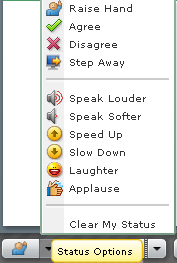 Raise Hand
Agree
Disagree
Step Away
Speak Louder
Speak Softer
Speed Up
Slow Down
Laughter
Applause
Clear My Status
Status Options